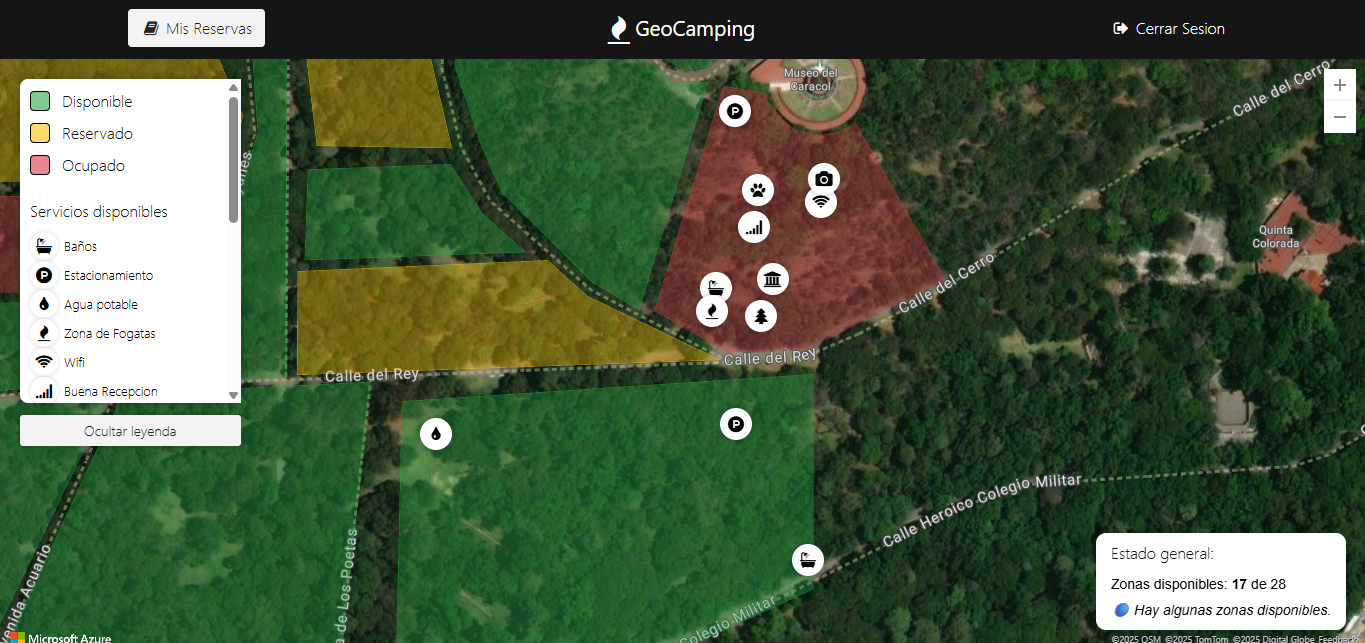 Mis Reservas
GeoCamping
Cerrar Sesion
Disponible
Reservado
Ocupado
Servicios disponibles
Baños
Estacionamiento
Agua potable
Zona de Fogatas
Wifi
Buena Recepcion
Ocultar leyenda
Museo del
Caracol
Calle del Cerro
Quinta
Colorada
Calle del Cerro
Calle del Rey
Calle del Rey
Calle Heroico Colegio Militar
Colegio Militar
a de Los Poetas
venida Acuario
Estado general:
Zonas disponibles: 17 de 28
Hay algunas zonas disponibles.
Microsoft Azure
©2025 OSM ©2025 TomTom ©2025 Digital Globe Feedback